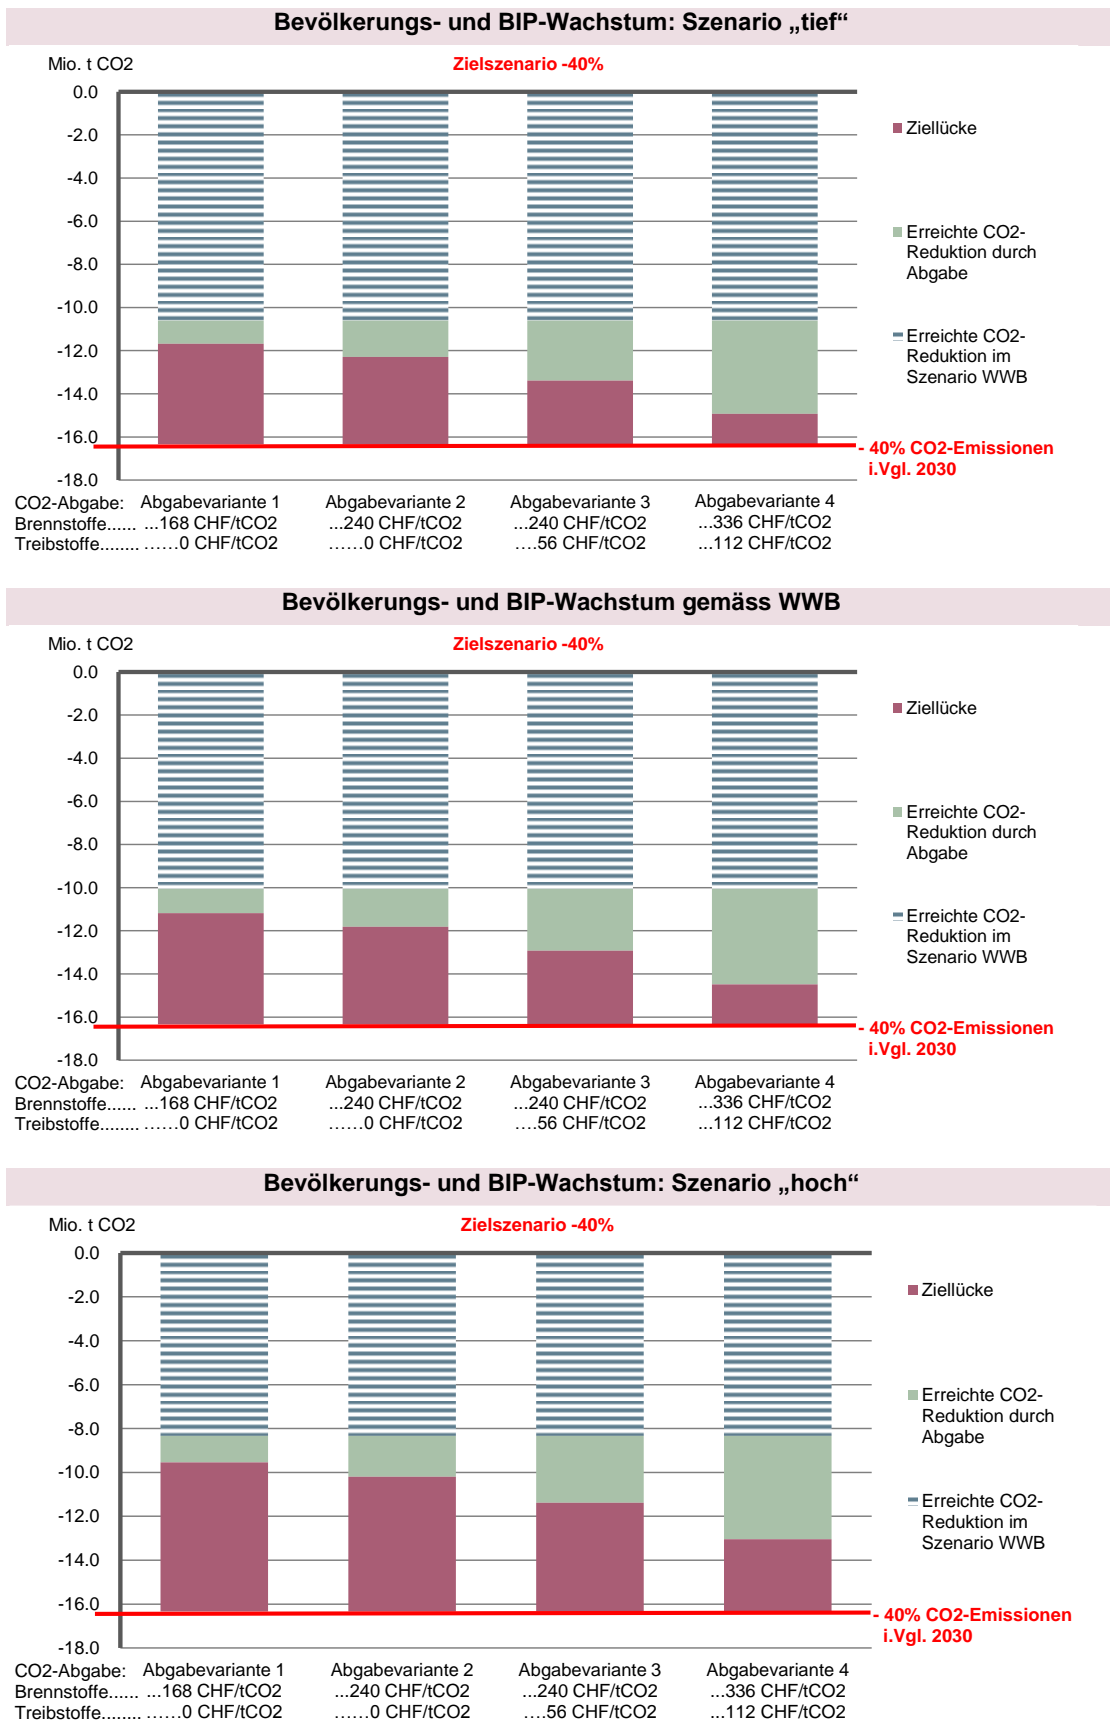 Bevölkerungs- und BIP-Wachstum: Szenario „tief“
Mio. t CO2
Zielszenario -40%
0.0
-2.0
-4.0
-6.0
-8.0
-10.0
-12.0
-14.0
-16.0
-18.0
Ziellücke
Erreichte CO2-
Reduktion durch
Abgabe
Erreichte CO2-
Reduktion im
Szenario WWB
- 40% CO2-Emissionen
i.Vgl. 2030
CO2-Abgabe: Abgabevariante 1 Abgabevariante 2 Abgabevariante 3 Abgabevariante 4
Brennstoffe...... ...168 CHF/tCO2 ...240 CHF/tCO2 ...240 CHF/tCO2 ...336 CHF/tCO2
Treibstoffe........ ……0 CHF/tCO2 ……0 CHF/tCO2 ….56 CHF/tCO2 ...112 CHF/tCO2
Bevölkerungs- und BIP-Wachstum gemäss WWB
Mio. t CO2
Zielszenario -40%
0.0
-2.0
-4.0
-6.0
-8.0
-10.0
-12.0
-14.0
-16.0
-18.0
Ziellücke
Erreichte CO2-
Reduktion durch
Abgabe
Erreichte CO2-
Reduktion im
Szenario WWB
- 40% CO2-Emissionen
i.Vgl. 2030
CO2-Abgabe: Abgabevariante 1 Abgabevariante 2 Abgabevariante 3 Abgabevariante 4
Brennstoffe...... ...168 CHF/tCO2 ...240 CHF/tCO2 ...240 CHF/tCO2 ...336 CHF/tCO2
Treibstoffe........ ……0 CHF/tCO2 ……0 CHF/tCO2 ….56 CHF/tCO2 ...112 CHF/tCO2
Bevölkerungs- und BIP-Wachstum: Szenario „hoch“
Mio. t CO2
Zielszenario -40%
0.0
-2.0
-4.0
-6.0
-8.0
-10.0
-12.0
-14.0
-16.0
-18.0
Ziellücke
Erreichte CO2-
Reduktion durch
Abgabe
Erreichte CO2-
Reduktion im
Szenario WWB
- 40% CO2-Emissionen
i.Vgl. 2030
CO2-Abgabe: Abgabevariante 1 Abgabevariante 2 Abgabevariante 3 Abgabevariante 4
Brennstoffe...... ...168 CHF/tCO2 ...240 CHF/tCO2 ...240 CHF/tCO2 ...336 CHF/tCO2
Treibstoffe........ ……0 CHF/tCO2 ……0 CHF/tCO2 ….56 CHF/tCO2 ...112 CHF/tCO2